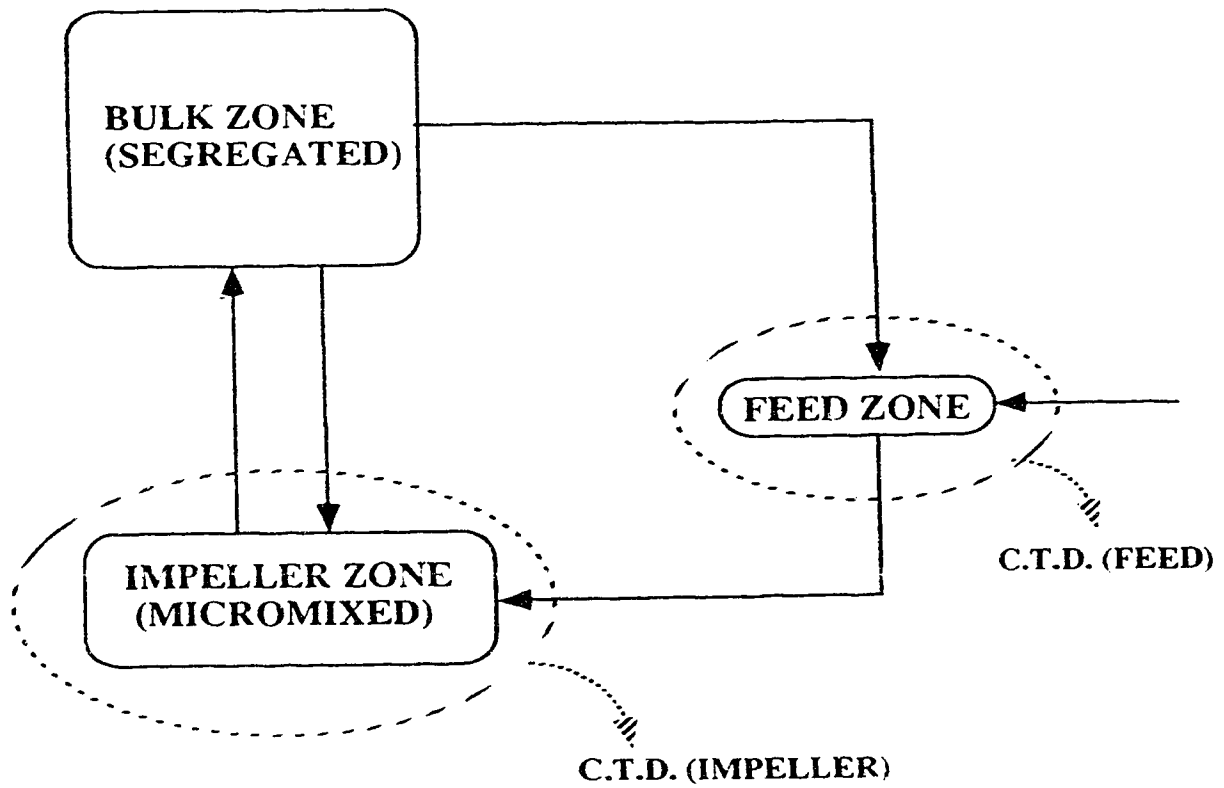 BULK ZONE
(SEGREGATED)
FEED ZONE
C.T.D. (FEED)
IMPELLER ZONE
(MICROMIXED)
C.T.D. (IMPELLER)